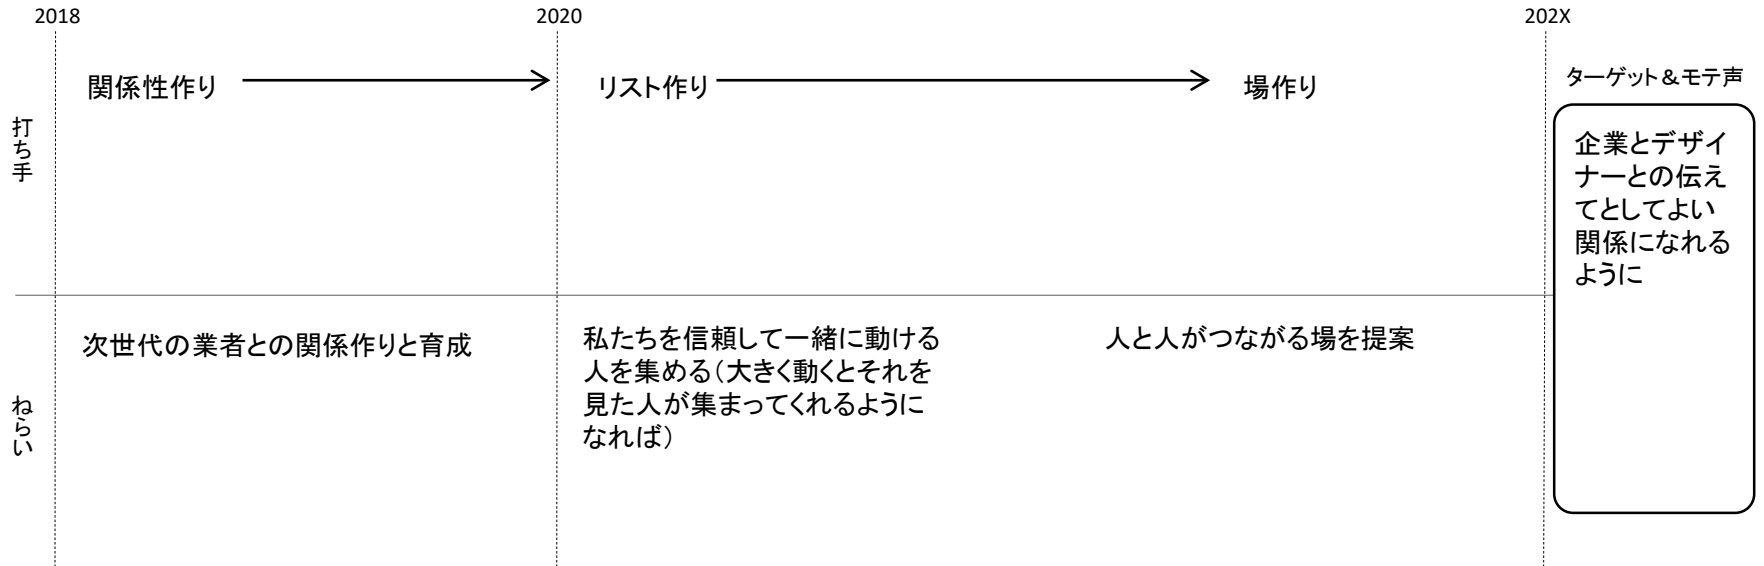 2018
2020
202X
関係性作り
リスト作り
場作り
ターゲット＆モテ声
打ち手
企業とデザイ
ナーとの伝え
てとしてよい
関係になれる
ように
ねらい
次世代の業者との関係作りと育成
私たちを信頼して一緒に動ける
人を集める（大きく動くとそれを
見た人が集まってくれるように
なれば）
人と人がつながる場を提案